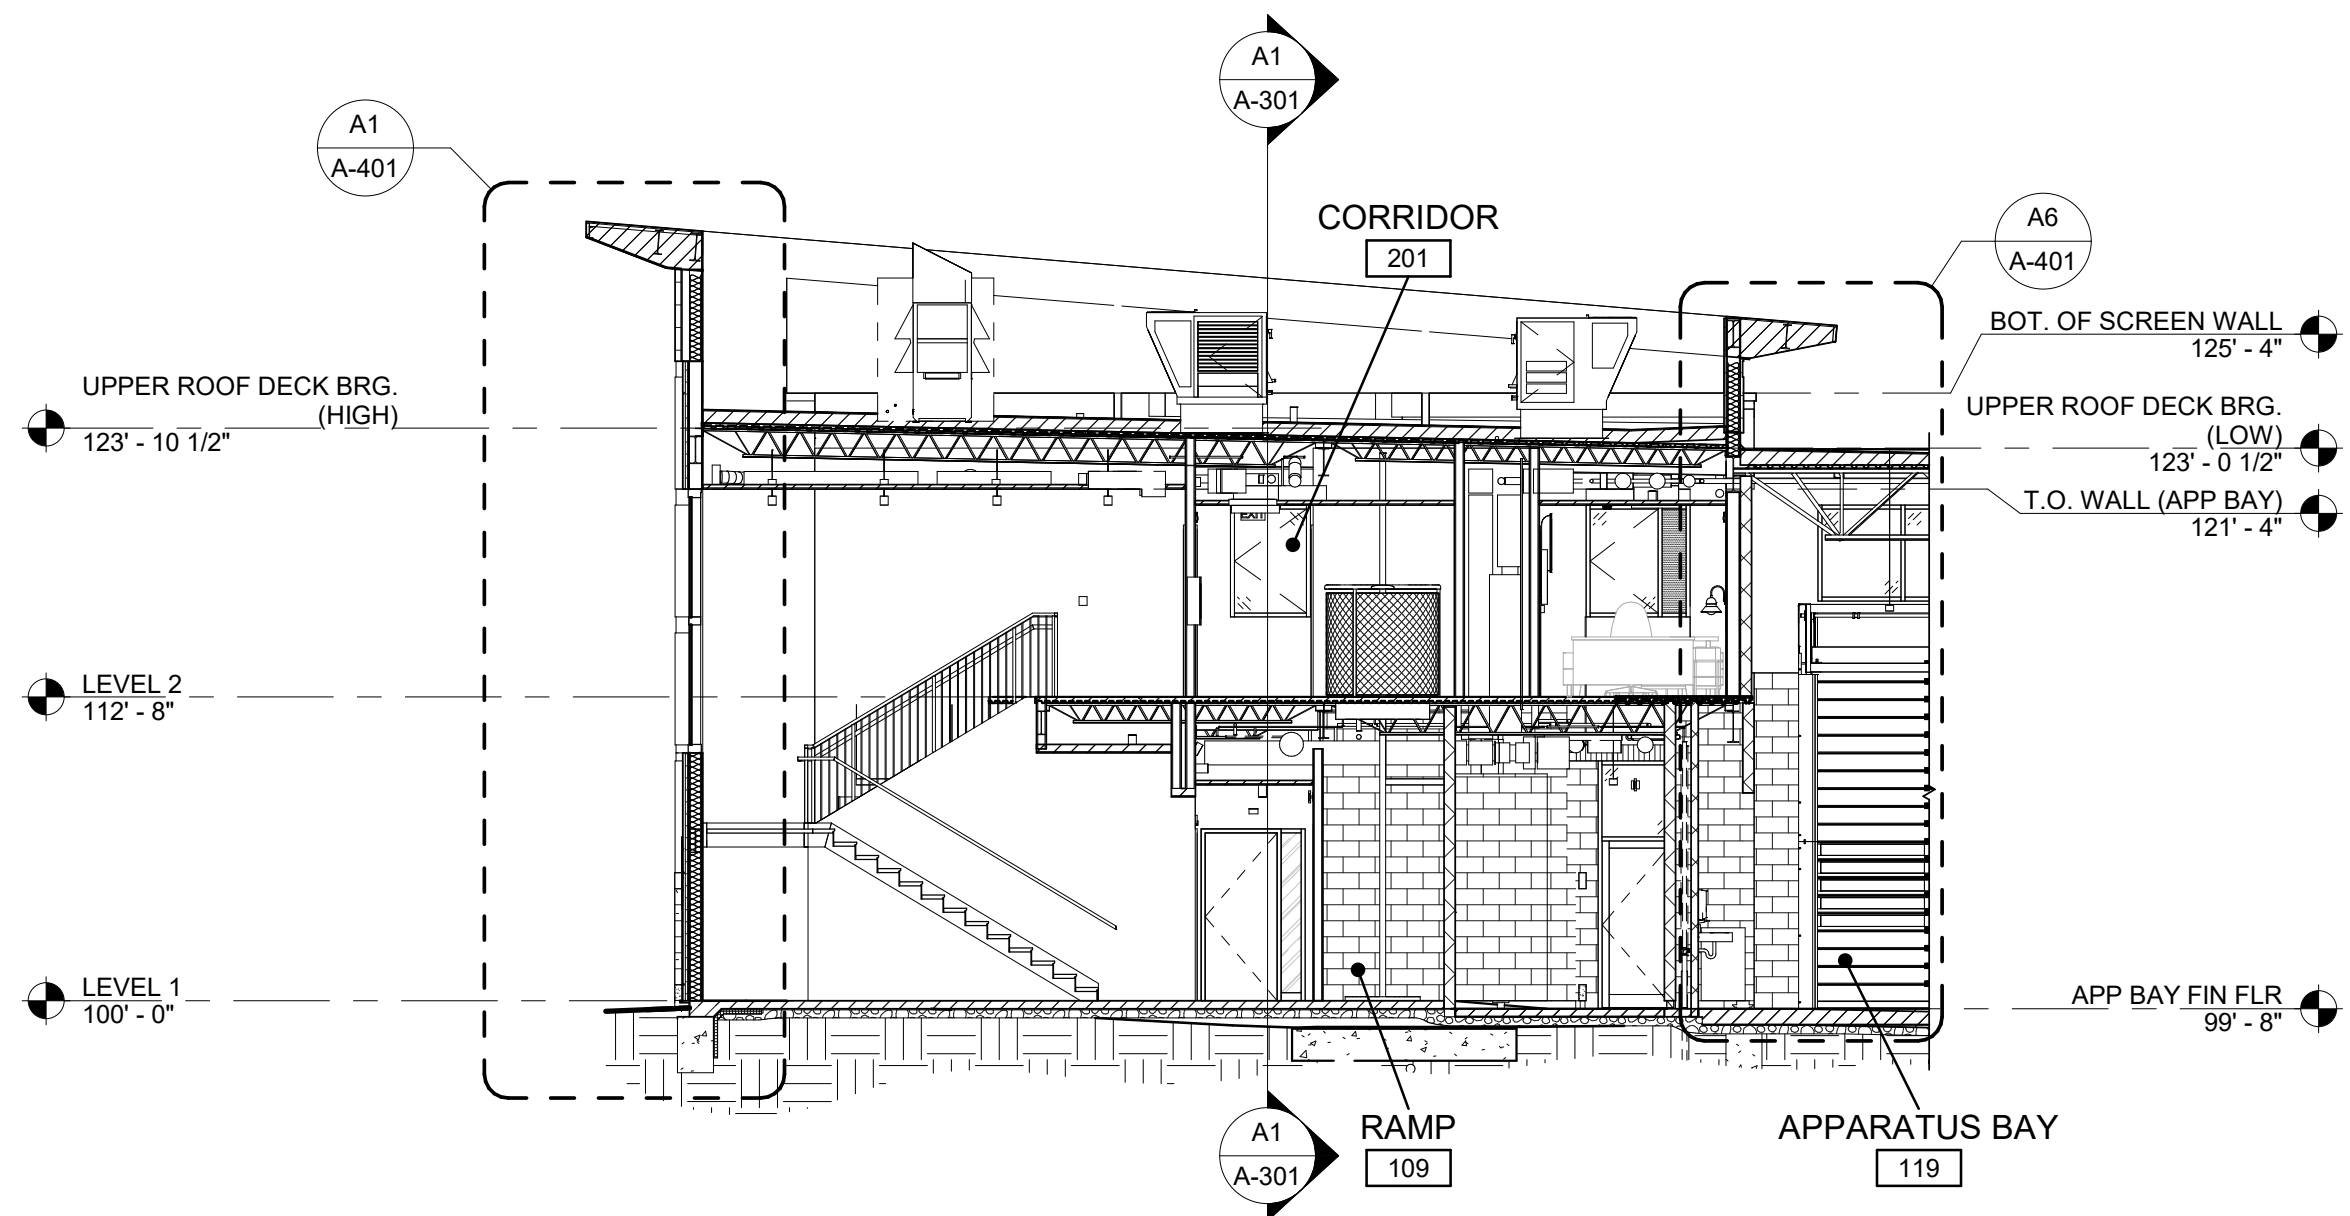 A1
A-301
A1
A-401
CORRIDOR
201
A6
A-401
BOT. OF SCREEN WALL
125' - 4"
UPPER ROOF DECK BRG.
(HIGH)
123' - 10 1/2"
UPPER ROOF DECK BRG.
(LOW)
123' - 0 1/2"
T.O. WALL (APP BAY)
121' - 4"
EXIT
LEVEL 2
112' - 8"
LEVEL 1
100' - 0"
APP BAY FIN FLR
99' - 8"
A1
A-301
RAMP
109
APPARATUS BAY
119